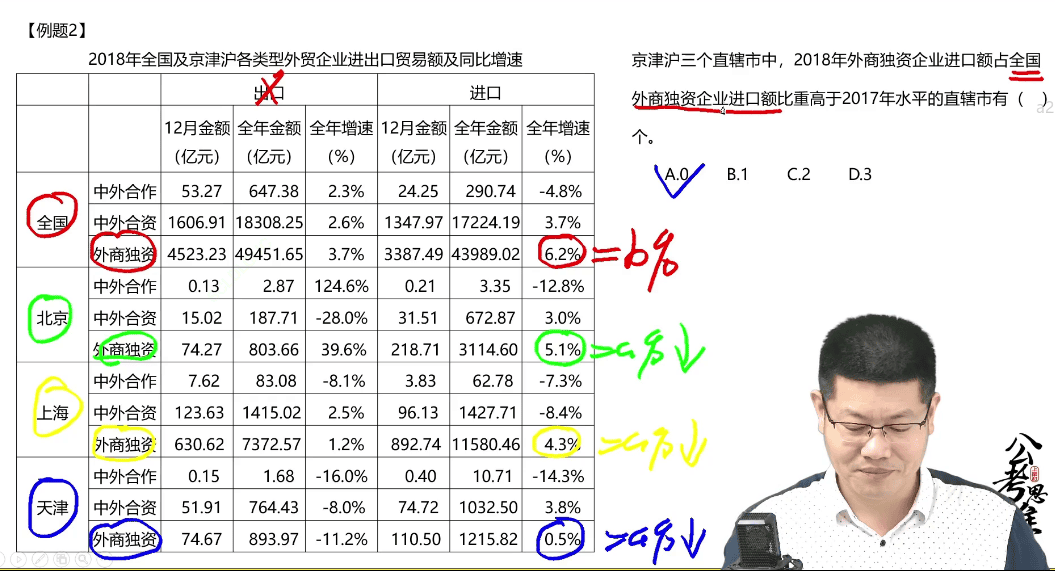 【例题2】
2018年全国及京津沪各类型外贸企业进出口贸易额及同比增速
出口 进口
12月金额(亿元) 全年金额(亿元) 全年增速(%) 12月金额(亿元) 全年金额(亿元) 全年增速(%)
全国
中外合作 53.27 647.38 2.3% 24.25 290.74 -4.8%
中外合资 1606.91 18308.25 2.6% 1347.97 17224.19 3.7%
外商独资 4523.23 49451.65 3.7% 3387.49 43989.02 6.2% =b%
北京
中外合作 0.13 2.87 124.6% 0.21 3.35 -12.8%
中外合资 15.02 187.71 -28.0% 31.51 672.87 3.0%
外商独资 74.27 803.66 39.6% 218.71 3114.60 5.1% =a%↓
上海
中外合作 7.62 83.08 -8.1% 3.83 62.78 -7.3%
中外合资 123.63 1415.02 2.5% 96.13 1427.71 -8.4%
外商独资 630.62 7372.57 1.2% 892.74 11580.46 4.3% =a%↓
天津
中外合作 0.15 1.68 -16.0% 0.40 10.71 -14.3%
中外合资 51.91 764.43 -8.0% 74.72 1032.50 3.8%
外商独资 74.67 893.97 -11.2% 110.50 1215.82 0.5% =a%↓
京津沪三个直辖市中，2018年外商独资企业进口额占全国
外商独资企业进口额比重高于2017年水平的直辖市有（ ）
个。
A.0 B.1 C.2 D.3
a2
公考思维